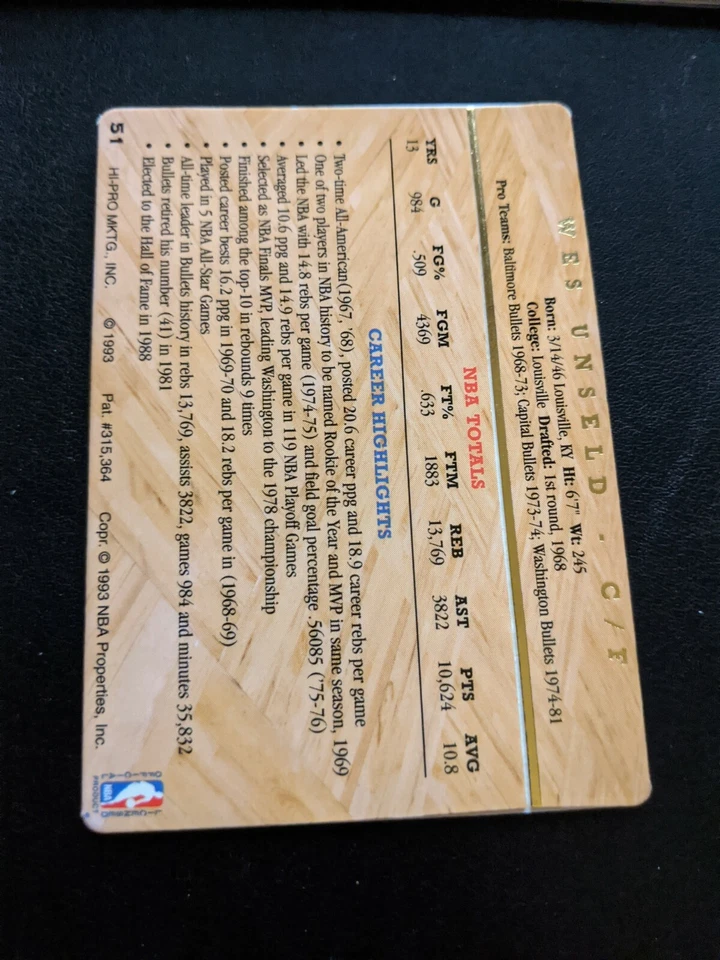 WES UNSELD - C/F
Born: 3/14/46 Louisville, KY Ht: 6'7" Wt: 245
College: Louisville Drafted: 1st round, 1968
Pro Teams: Baltimore Bullets 1968-73; Capital Bullets 1973-74; Washington Bullets 1974-81
NBA TOTALS
YRS G FG% FGM FT% FTM REB AST PTS AVG
13 984 .509 4369 .633 1883 13,769 3822 10,624 10.8
CAREER HIGHLIGHTS
• Two-time All-American (1967, '68), posted 20.6 career ppg and 18.9 career rebs per game
• One of two players in NBA history to be named Rookie of the Year and MVP in same season, 1969
• Led the NBA with 14.8 rebs per game (1974-75) and field goal percentage .56085 ('75-76)
• Averaged 10.6 ppg and 14.9 rebs per game in 119 NBA Playoff Games
• Selected as NBA Finals MVP, leading Washington to the 1978 championship
• Finished among the top-10 in rebounds 9 times
• Posted career bests 16.2 ppg in 1969-70 and 18.2 rebs per game in (1968-69)
• Played in 5 NBA All-Star Games
• All-time leader in Bullets history in rebs 13,769, assists 3822, games 984 and minutes 35,832
• Bullets retired his number (41) in 1981
• Elected to the Hall of Fame in 1988
51 HI-PRO MKTG., INC. © 1993 Pat. #315,364 Copr. © 1993 NBA Properties, Inc.
OFFICIAL LICENSED
NBA
PRODUCT